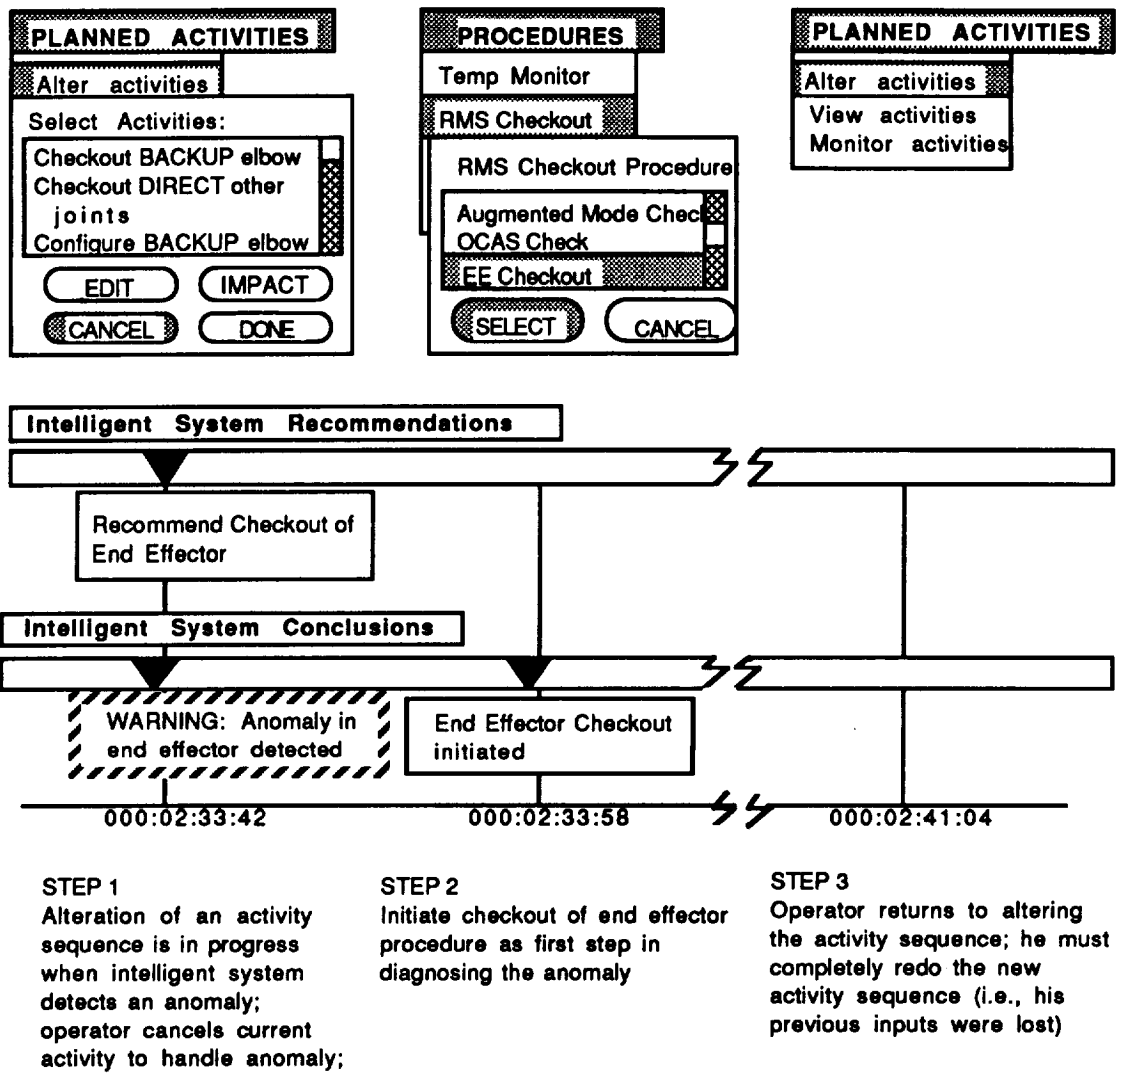 PLANNED ACTIVITIES
Alter activities
Select Activities:
Checkout BACKUP elbow
Checkout DIRECT other
joints
Configure BACKUP elbow
EDIT
IMPACT
CANCEL
DONE
PROCEDURES
Temp Monitor
RMS Checkout
RMS Checkout Procedure
Augmented Mode Chec
OCAS Check
EE Checkout
SELECT
CANCEL
PLANNED ACTIVITIES
Alter activities
View activities
Monitor activities
Intelligent System Recommendations
Recommend Checkout of
End Effector
Intelligent System Conclusions
WARNING: Anomaly in
end effector detected
End Effector Checkout
initiated
000:02:33:42
000:02:33:58
000:02:41:04
STEP 1
Alteration of an activity
sequence is in progress
when intelligent system
detects an anomaly;
operator cancels current
activity to handle anomaly;
STEP 2
Initiate checkout of end effector
procedure as first step in
diagnosing the anomaly
STEP 3
Operator returns to altering
the activity sequence; he must
completely redo the new
activity sequence (i.e., his
previous inputs were lost)